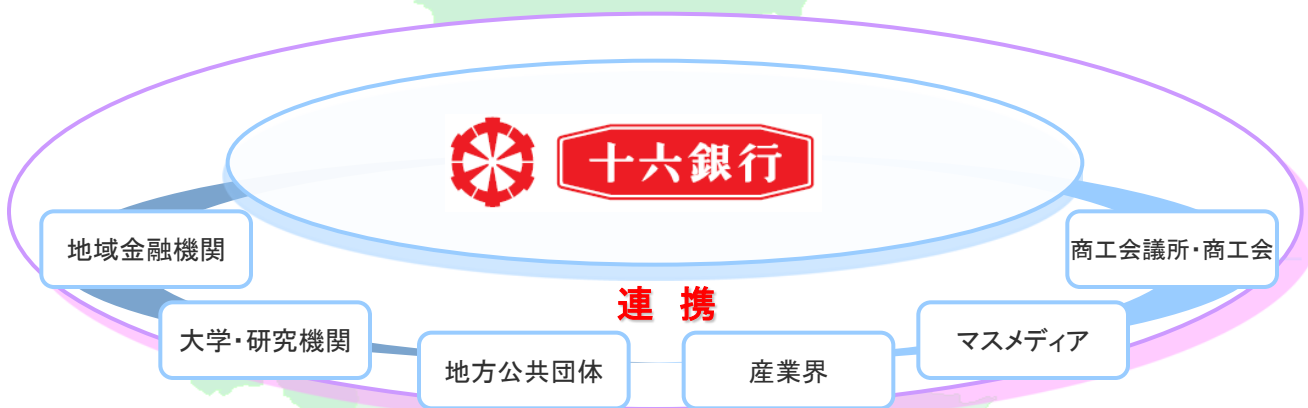 十六銀行
地域金融機関
商工会議所・商工会
連 携
大学・研究機関
マスメディア
地方公共団体
産業界